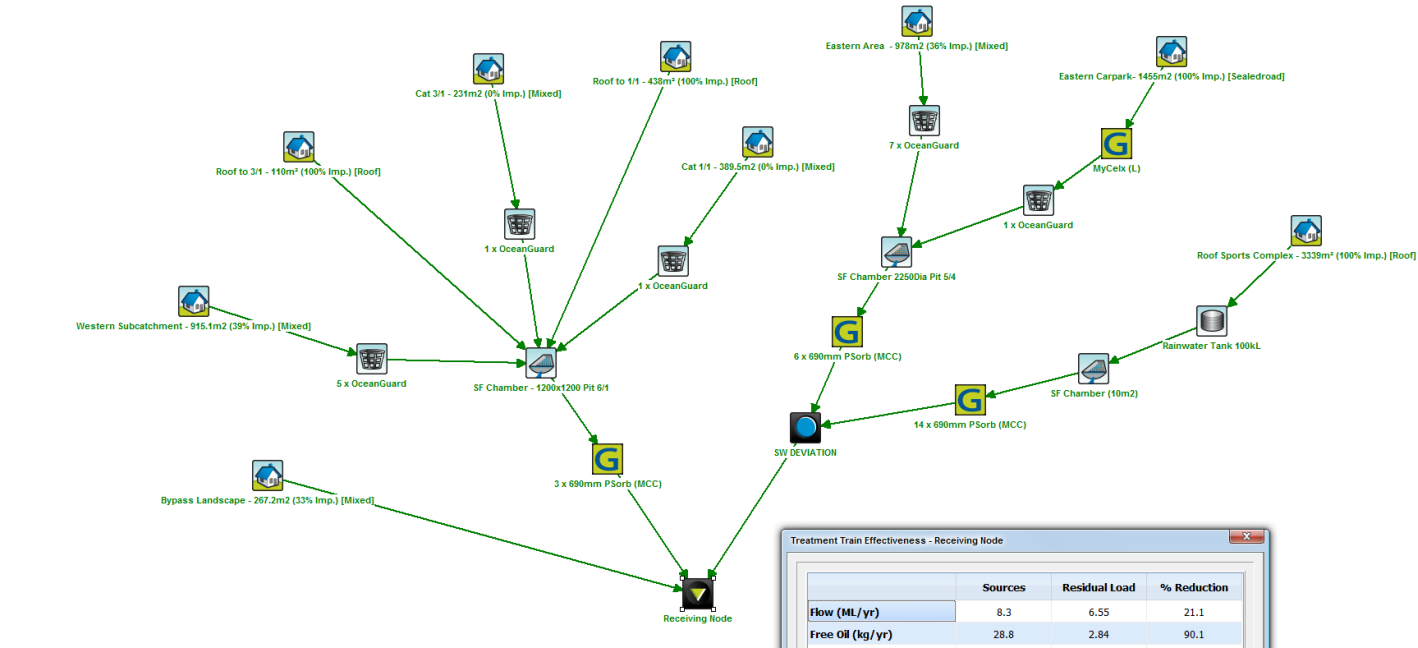 Eastern Area - 978m2 (36% Imp.) [Mixed]
Eastern Carpark- 1455m2 (100% Imp.) [Sealedroad]
Roof to 1/1 - 438m² (100% Imp.) [Roof]
Cat 3/1 - 231m2 (0% Imp.) [Mixed]
7 x OceanGuard
G
MyCelx (L)
Roof to 3/1 - 110m² (100% Imp.) [Roof]
Cat 1/1 - 389.5m2 (0% Imp.) [Mixed]
1 x OceanGuard
1 x OceanGuard
Roof Sports Complex - 3339m² (100% Imp.) [Roof]
SF Chamber 2250Dia Pit 5/4
1 x OceanGuard
Western Subcatchment - 915.1m2 (39% Imp.) [Mixed]
G
6 x 690mm PSorb (MCC)
Rainwater Tank 100kL
5 x OceanGuard
SF Chamber - 1200x1200 Pit 6/1
SF Chamber (10m2)
G
14 x 690mm PSorb (MCC)
SW DEVIATION
G
3 x 690mm PSorb (MCC)
Bypass Landscape - 267.2m2 (33% Imp.) [Mixed]
Receiving Node
Treatment Train Effectiveness - Receiving Node
Sources Residual Load % Reduction
Flow (ML/yr) 8.3 6.55 21.1
Free Oil (kg/yr) 28.8 2.84 90.1